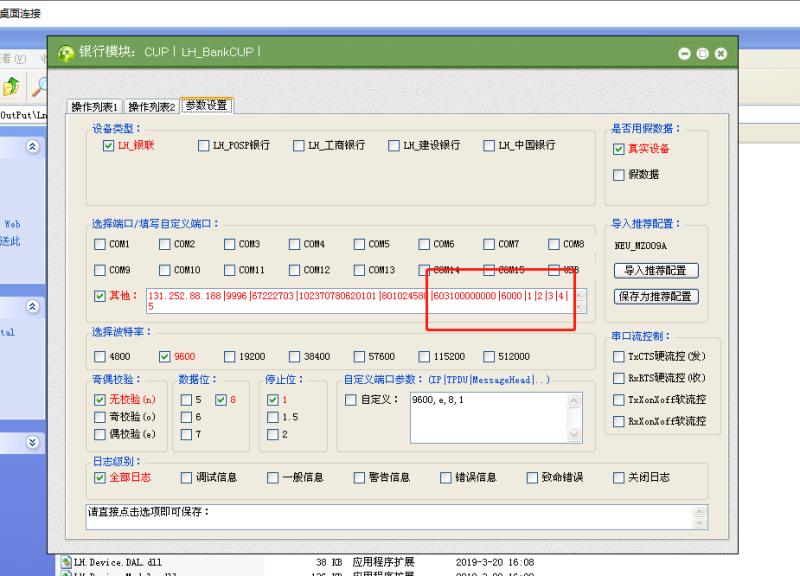 桌面连接
银行模块： CUP | LH_BankCUP |
看(V)
OutPut\Ln
操作列表1 操作列表2 参数设置
设备类型：
LH_银联 LH_POSP银行 LH_工商银行 LH_建设银行 LH_中国银行
是否用假数据：
真实设备
假数据
选择端口/填写自定义端口：
COM1 COM2 COM3 COM4 COM5 COM6 COM7 COM8
COM9 COM10 COM11 COM12 COM13 COM14 COM15 USB
其他： 131.252.88.188|9996|67222703|102370780620101|801024580|603100000000|6000|1|2|3|4|
5
导入推荐配置：
NEU_MZ009A
导入推荐配置
保存为推荐配置
Web
送此
tal
选择波特率：
4800 9600 19200 38400 57600 115200 512000
奇偶校验：
无校验(n)
奇校验(o)
偶校验(e)
数据位：
5 8
6
7
停止位：
1
1.5
2
自定义端口参数： (IP|TPDU|MessageHead|..)
自定义： 9600,e,8,1
串口流控制：
TxCTS硬流控(发)
RxRTS硬流控(收)
TxXonXoff软流控
RxXonXoff软流控
日志级别：
全部日志 调试信息 一般信息 警告信息 错误信息 致命错误 关闭日志
请直接点击选项即可保存：
LH.Device.DAL.dll 38 KB 应用程序扩展 2019-3-20 16:08